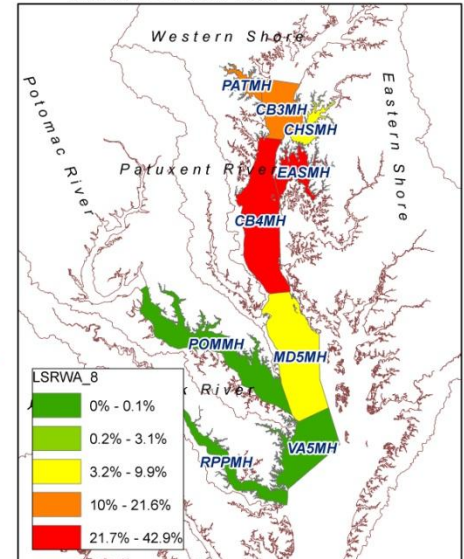 Western Shore
PATMH
CB3MH
CHSMH
Potomac River
Eastern Shore
Patuxent River
EASMH
CB4MH
POMMH
MD5MH
LSRWA_8
k River
0% - 0.1%
0.2% - 3.1%
VA5MH
3.2% - 9.9%
RPPMH
10% - 21.6%
21.7% - 42.9%